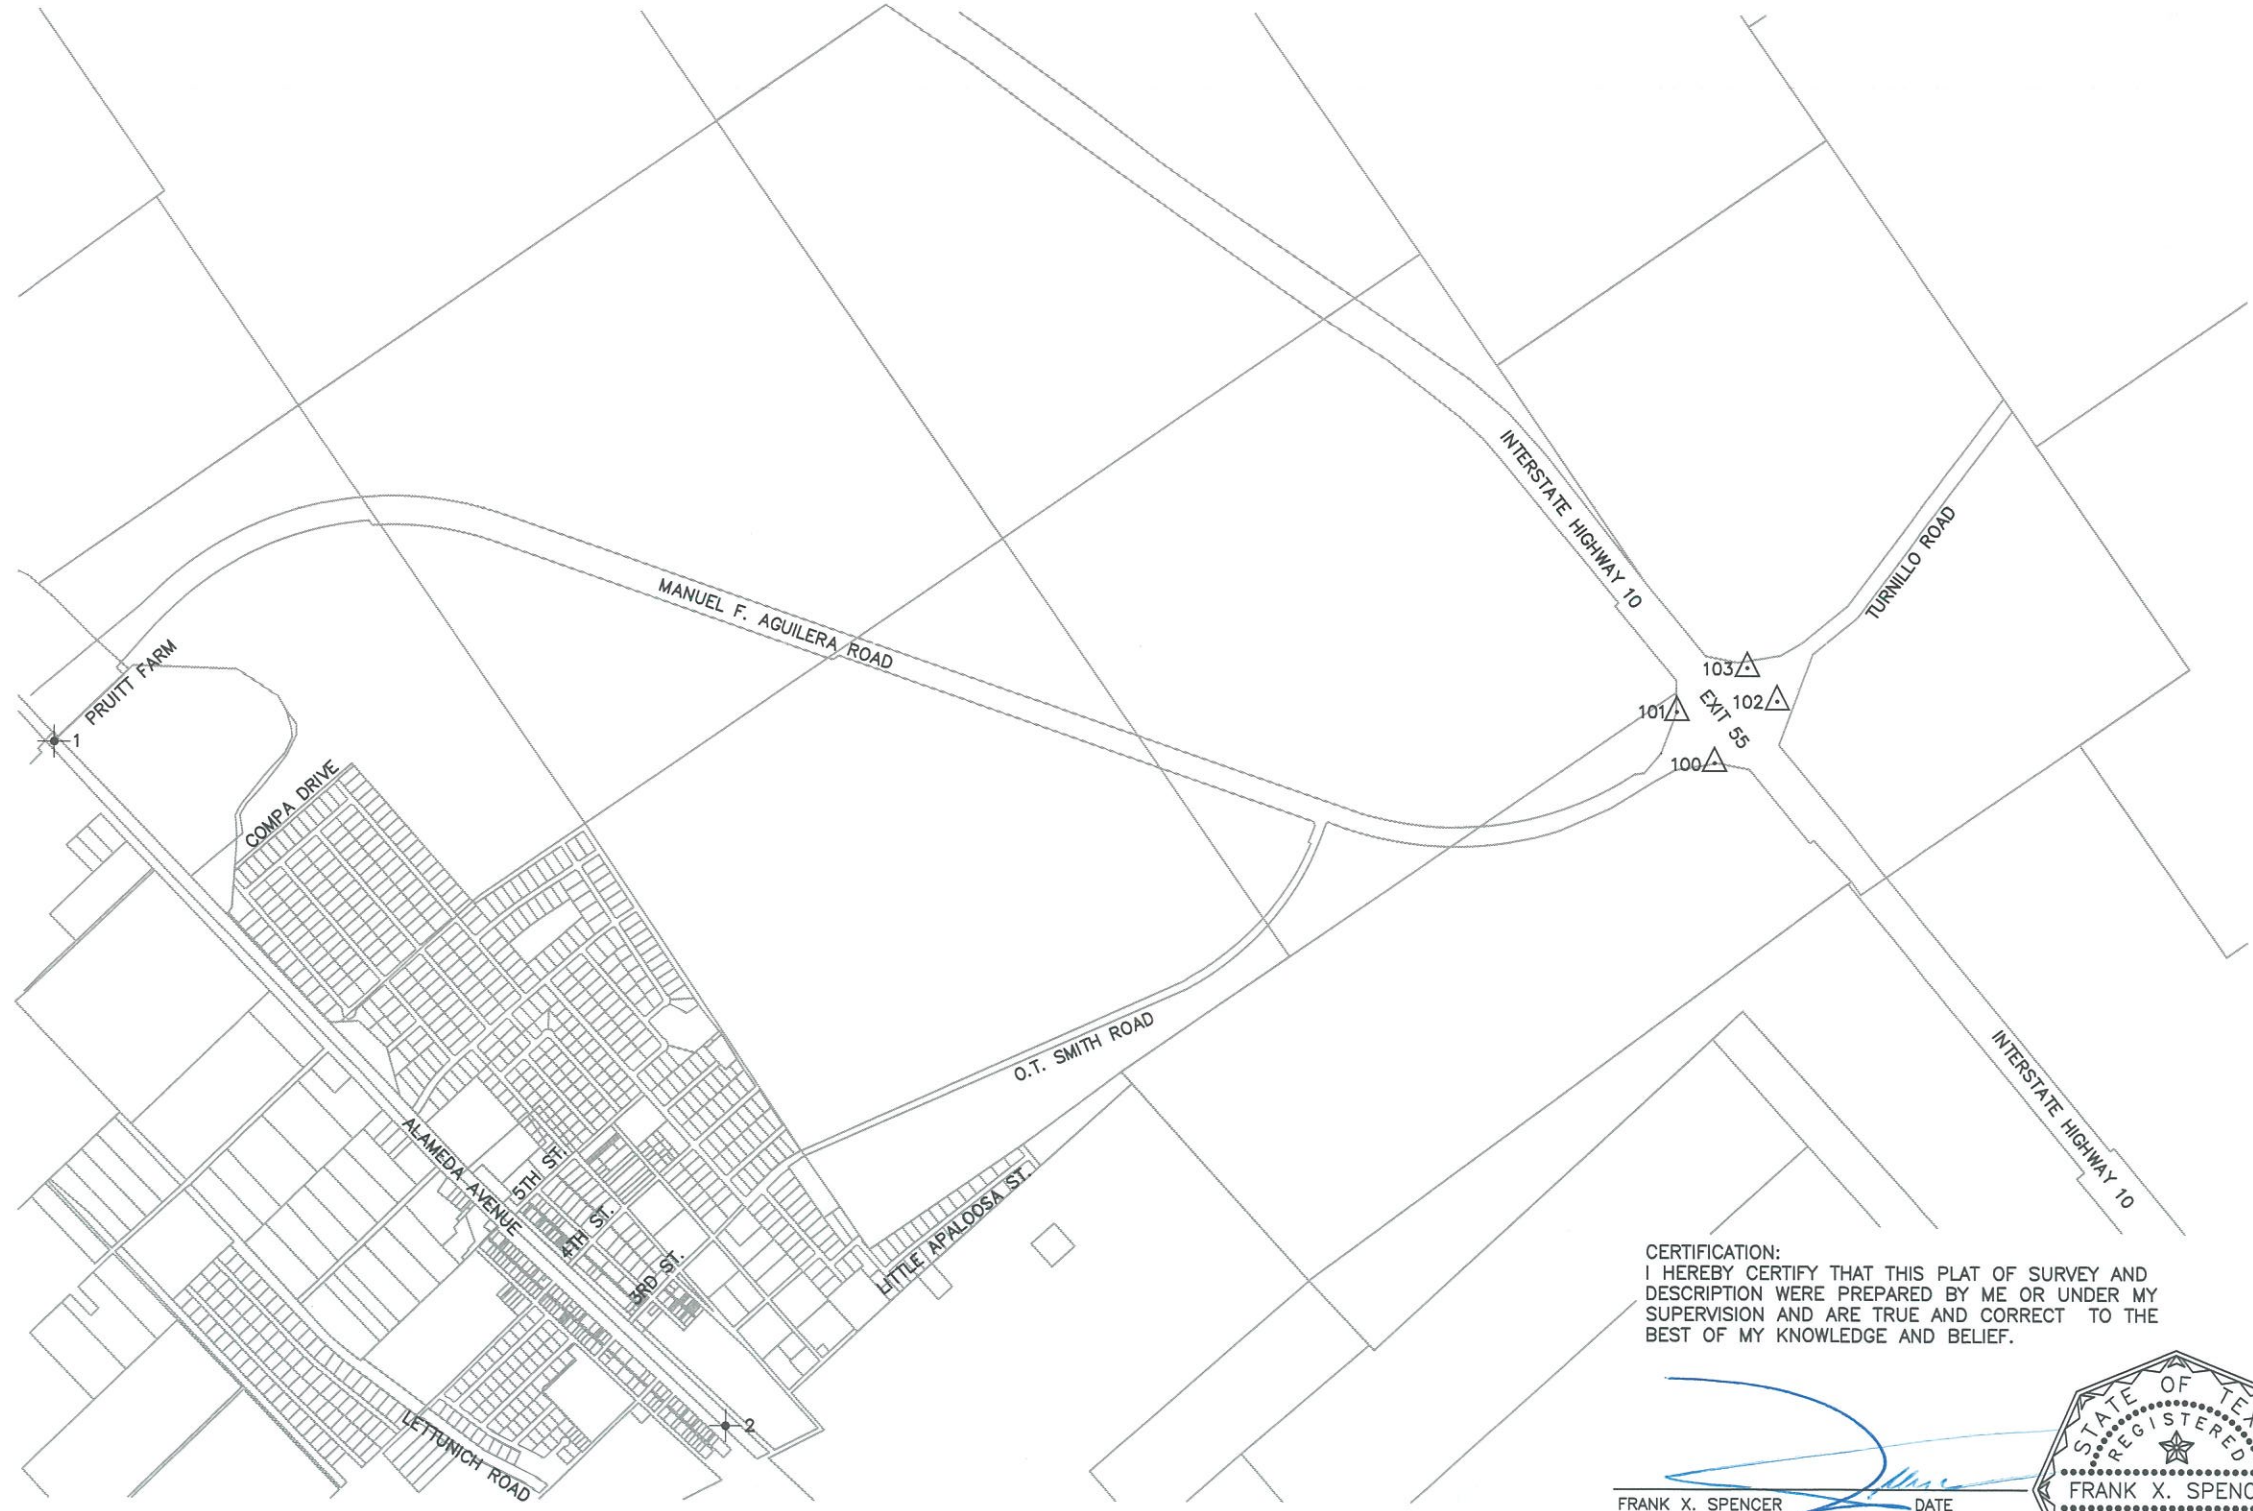 INTERSTATE HIGHWAY 10
TURNILLO ROAD
MANUEL F. AGUILERA ROAD
PRUITT FARM
103
102
101
EXIT 55
100
1
COMPA DRIVE
O.T. SMITH ROAD
INTERSTATE HIGHWAY 10
ALAMEDA AVENUE
5TH ST.
4TH ST.
3RD ST.
LITTLE APALOOSA ST.
2
LETTUNICH ROAD
CERTIFICATION:
I HEREBY CERTIFY THAT THIS PLAT OF SURVEY AND
DESCRIPTION WERE PREPARED BY ME OR UNDER MY
SUPERVISION AND ARE TRUE AND CORRECT TO THE
BEST OF MY KNOWLEDGE AND BELIEF.
FRANK X. SPENCER DATE
STATE OF TEX
REGISTERED
FRANK X. SPENC